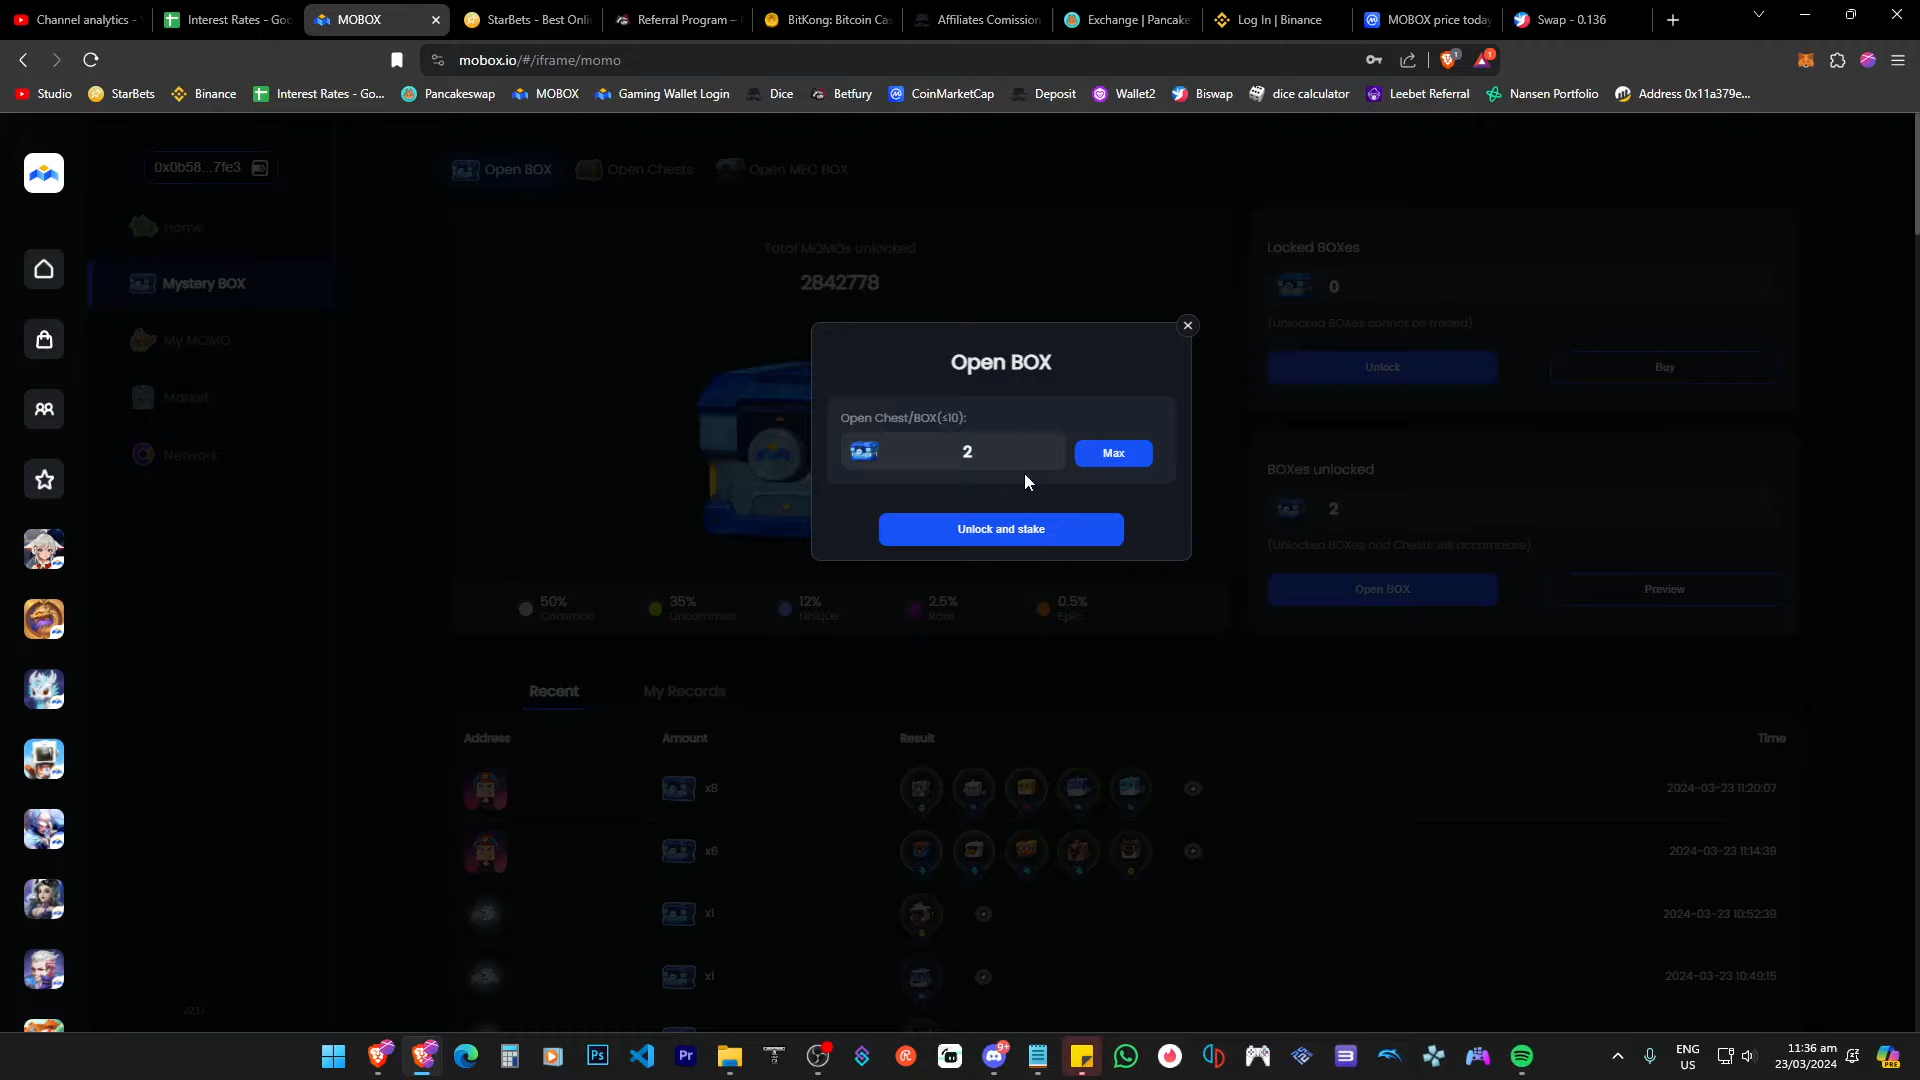 Channel analytics -
Interest Rates - Goo
MOBOX
StarBets - Best Onli
Referral Program –
BitKong: Bitcoin Cas
Affiliates Comission
Exchange | Pancake
Log In | Binance
MOBOX price today
Swap - 0.136
mobox.io/#/iframe/momo
1
1
Studio
StarBets
Binance
Interest Rates - Go...
Pancakeswap
MOBOX
Gaming Wallet Login
Dice
Betfury
CoinMarketCap
Deposit
Wallet2
Biswap
dice calculator
Leebet Referral
Nansen Portfolio
Address 0x11a379e...
0x0b58...7fe3
Home
Mystery BOX
My MOMO
Market
Network
Open BOX
Open Chests
Open MEC BOX
Total MOMOs unlocked
2842778
Open BOX
Open Chest/BOX(≤10):
2
Max
Unlock and stake
50%
Common
35%
Uncommon
12%
Unique
2.5%
Rare
0.5%
Epic
Locked BOXes
0
(Unlocked BOXes cannot be traded)
Unlock
Buy
BOXes unlocked
2
(Unlocked BOXes and Chests will accumulate)
Open BOX
Preview
Recent
My Records
Address
Amount
Result
Time
x8
2024-03-23 11:20:07
x6
2024-03-23 11:14:39
x1
2024-03-23 10:52:39
x1
2024-03-23 10:49:15
Ps
Pr
9+
ENG
US
11:36 am
23/03/2024
PRE